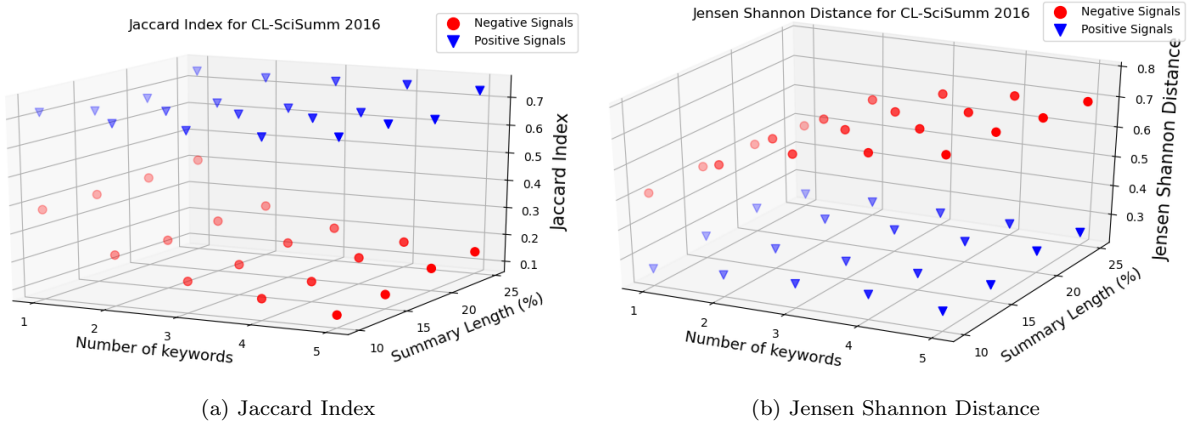 Jaccard Index for CL-SciSumm 2016
Negative Signals
Positive Signals
0.7
0.6
0.5
0.4
0.3
0.2
0.1
Jaccard Index
1
2
3
4
5
Number of keywords
10
15
20
25
Summary Length (%)
(a) Jaccard Index
Jensen Shannon Distance for CL-SciSumm 2016
Negative Signals
Positive Signals
0.8
0.7
0.6
0.5
0.4
0.3
Jensen Shannon Distance
1
2
3
4
5
Number of keywords
10
15
20
25
Summary Length (%)
(b) Jensen Shannon Distance